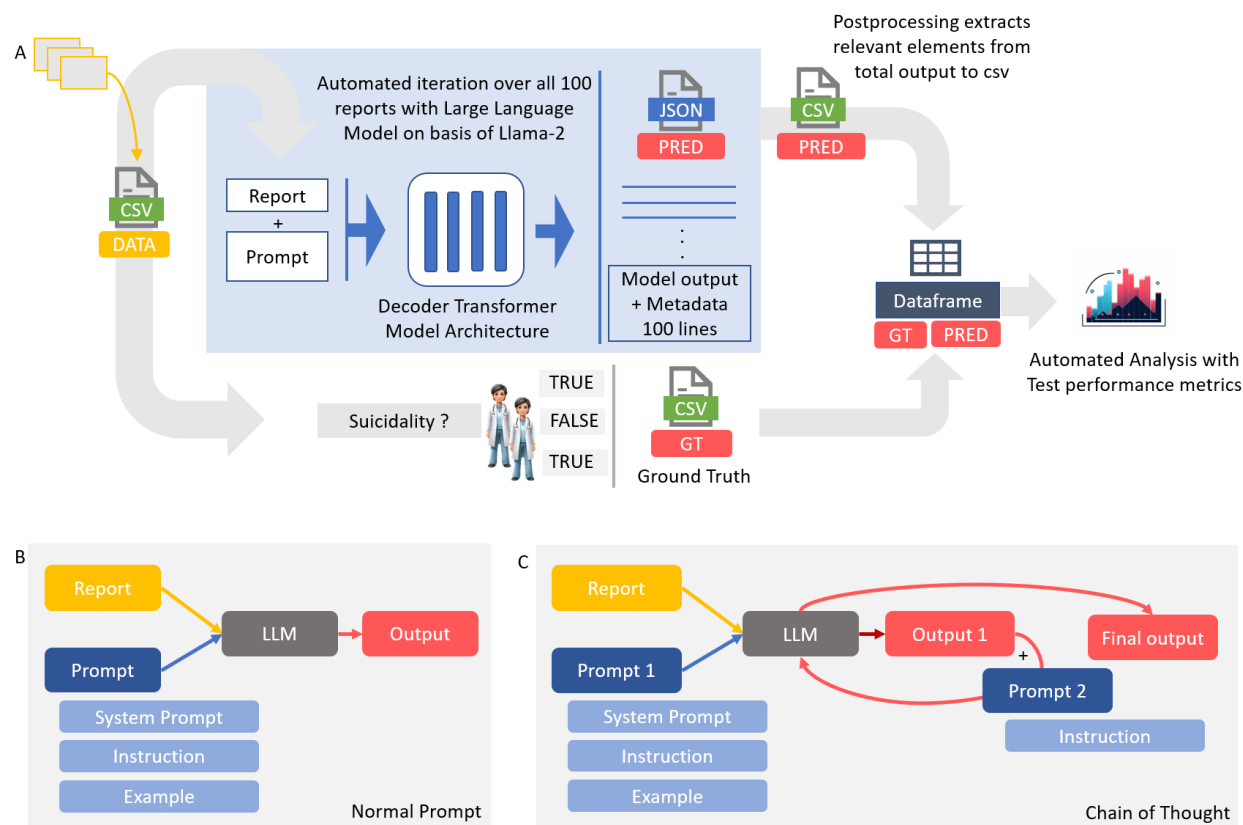 A
Automated iteration over all 100
reports with Large Language
Model on basis of Llama-2
Report
+
Prompt
Decoder Transformer
Model Architecture
JSON
PRED
Model output
+ Metadata
100 lines
Postprocessing extracts
relevant elements from
total output to csv
CSV
PRED
CSV
DATA
Dataframe
GT
PRED
Automated Analysis with
Test performance metrics
Suicidality ?
TRUE
FALSE
TRUE
CSV
GT
Ground Truth
B
Report
LLM
Output
Prompt
System Prompt
Instruction
Example
Normal Prompt
C
Report
LLM
Output 1
Final output
+
Prompt 1
Prompt 2
System Prompt
Instruction
Instruction
Example
Chain of Thought